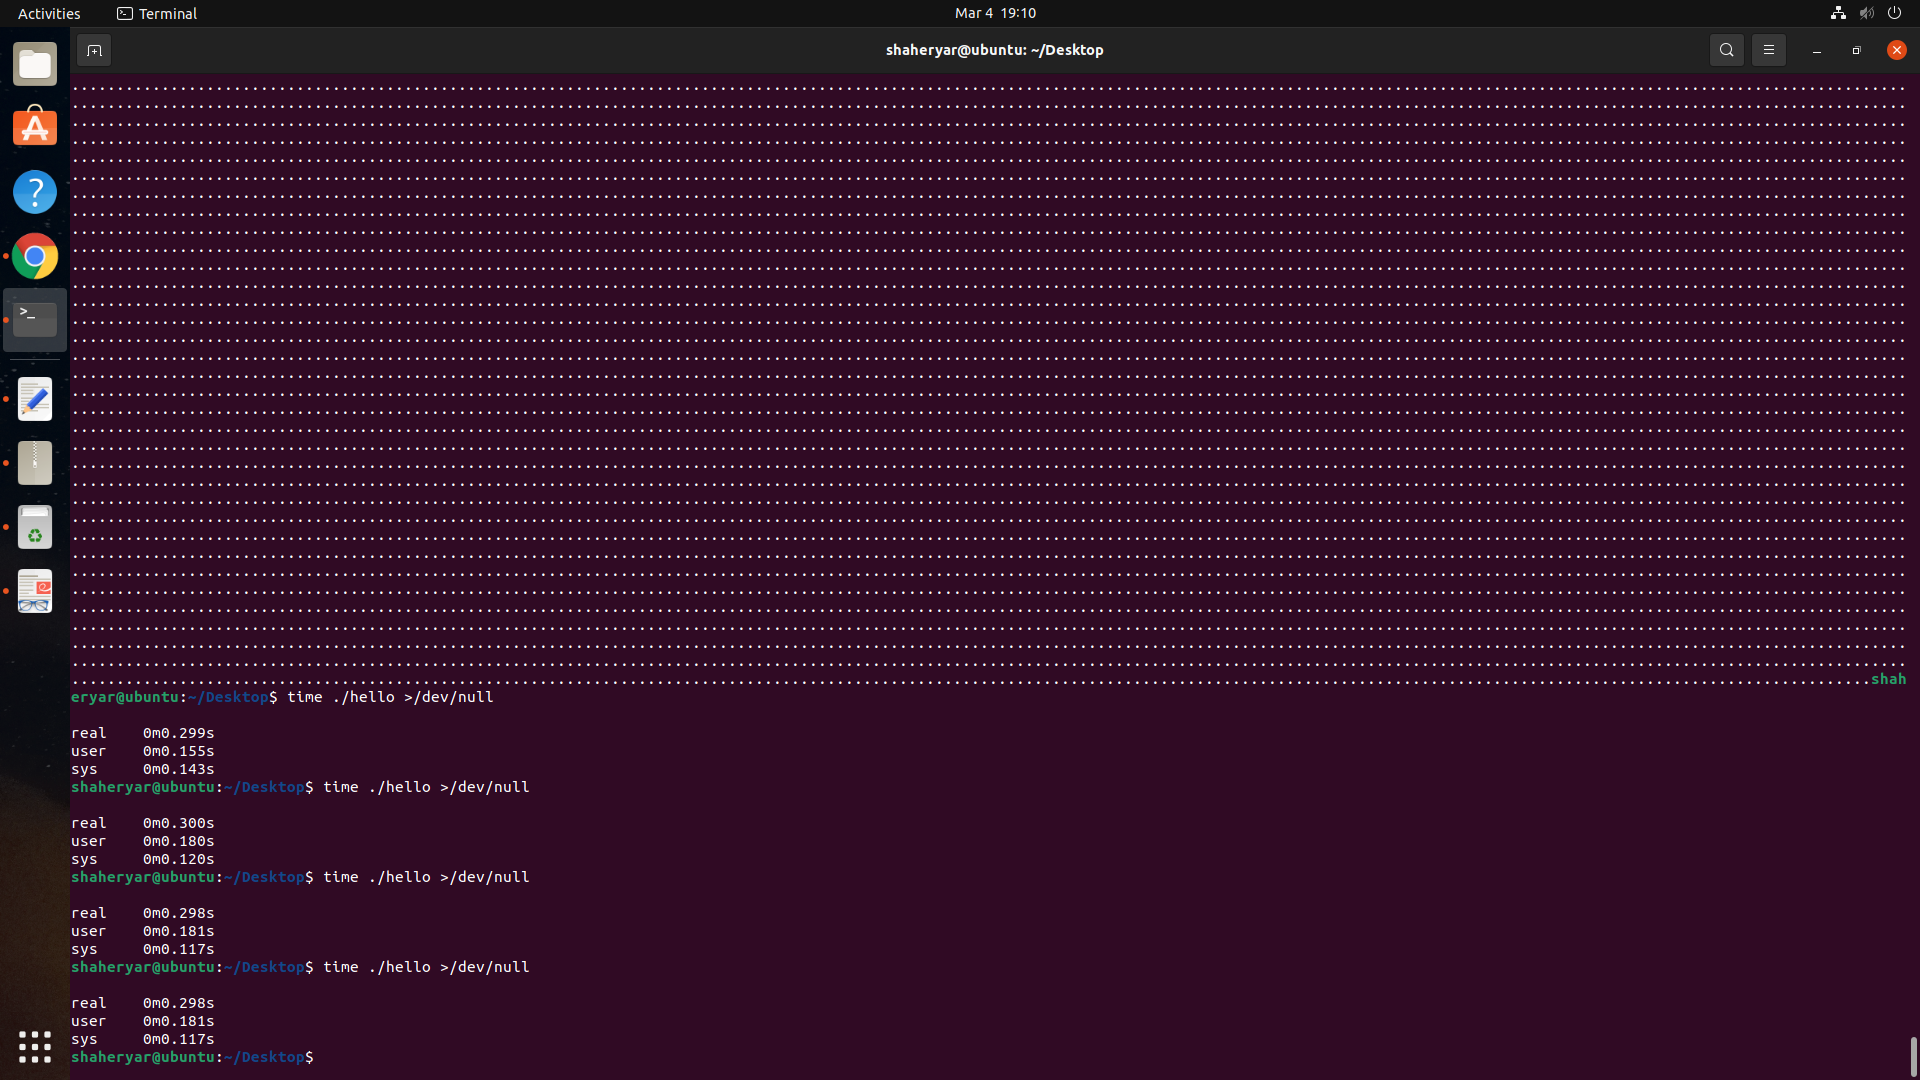 Activities Terminal Mar 4 19:10
shaheryar@ubuntu: ~/Desktop
shah
eryar@ubuntu:~/Desktop$ time ./hello >/dev/null
real 0m0.299s
user 0m0.155s
sys 0m0.143s
shaheryar@ubuntu:~/Desktop$ time ./hello >/dev/null
real 0m0.300s
user 0m0.180s
sys 0m0.120s
shaheryar@ubuntu:~/Desktop$ time ./hello >/dev/null
real 0m0.298s
user 0m0.181s
sys 0m0.117s
shaheryar@ubuntu:~/Desktop$ time ./hello >/dev/null
real 0m0.298s
user 0m0.181s
sys 0m0.117s
shaheryar@ubuntu:~/Desktop$